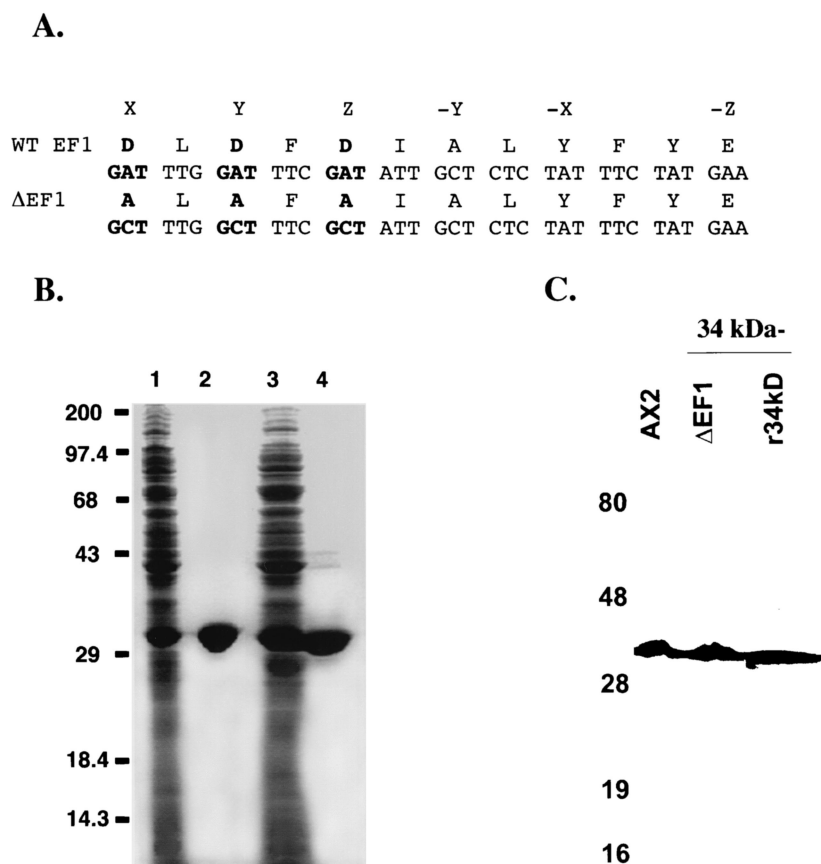 A.
X Y Z -Y -X -Z
WT EF1 D L D F D I A L Y F Y E
GAT TTG GAT TTC GAT ATT GCT CTC TAT TTC TAT GAA
ΔEF1 A L A F A I A L Y F Y E
GCT TTG GCT TTC GCT ATT GCT CTC TAT TTC TAT GAA
B.
1 2 3 4
200
97.4
68
43
29
18.4
14.3
C.
34 kDa-
AX2
ΔEF1
r34kD
80
48
28
19
16